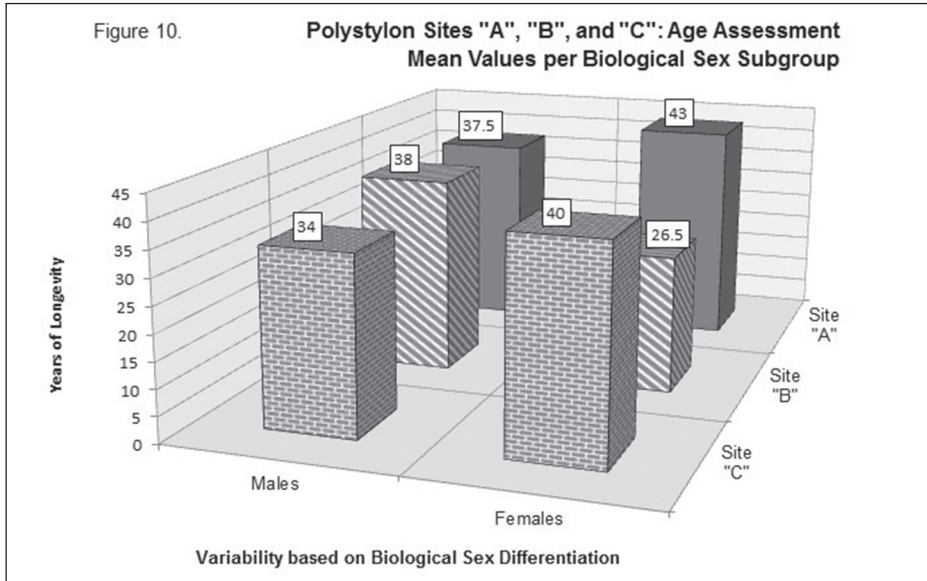 Figure 10.
Polystylon Sites "A", "B", and "C": Age Assessment
Mean Values per Biological Sex Subgroup
43
37.5
38
40
34
26.5
45
40
35
30
25
20
15
10
5
0
Years of Longevity
Site
"A"
Site
"B"
Site
"C"
Males
Females
Variability based on Biological Sex Differentiation